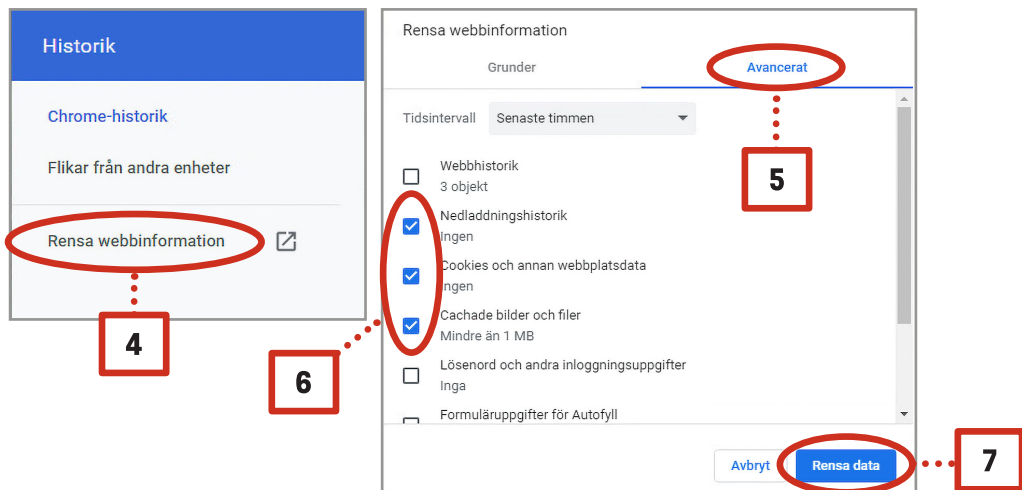 Historik
Chrome-historik
Flikar från andra enheter
Rensa webbinformation
4
Rensa webbinformation
Grunder
Avancerat
5
Tidsintervall Senaste timmen
Webbhistorik
3 objekt
Nedladdningshistorik
Ingen
Cookies och annan webbplatsdata
Ingen
Cachade bilder och filer
Mindre än 1 MB
6
Lösenord och andra inloggningsuppgifter
Inga
Formuläruppgifter för Autofyll
Avbryt
Rensa data
7